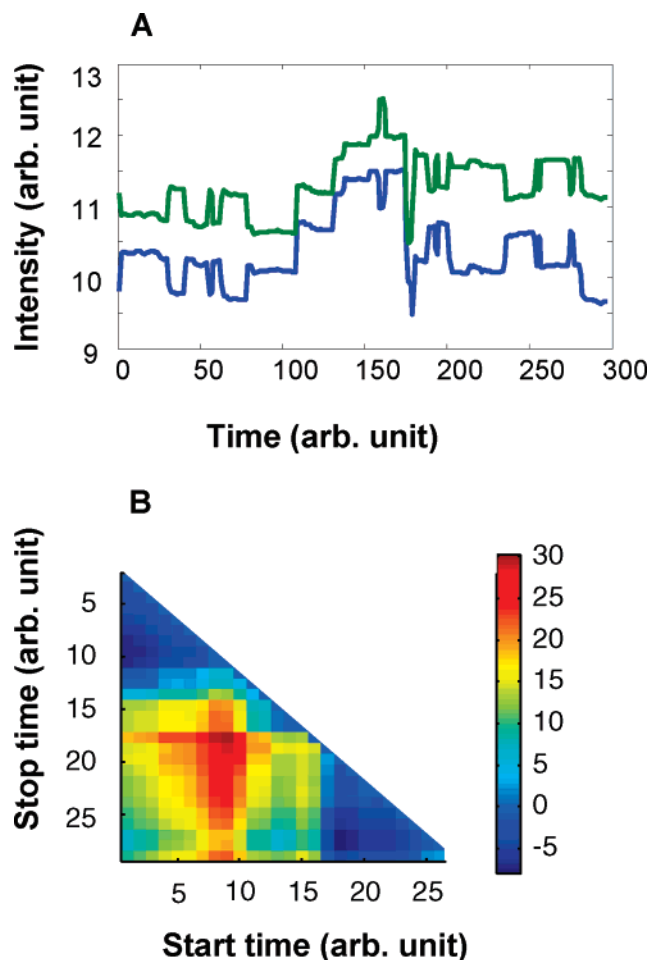 A
Intensity (arb. unit)
13
12
11
10
9
0 50 100 150 200 250 300
Time (arb. unit)
B
Stop time (arb. unit)
5
10
15
20
25
5 10 15 20 25
Start time (arb. unit)
30
25
20
15
10
5
0
-5